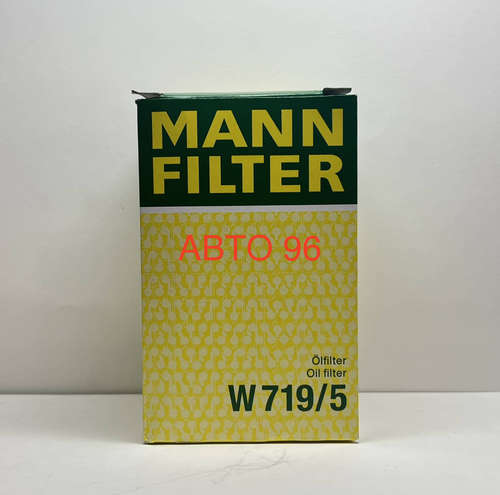 MANN
FILTER
АВТО 96
Ölfilter
Oil filter
W 719/5